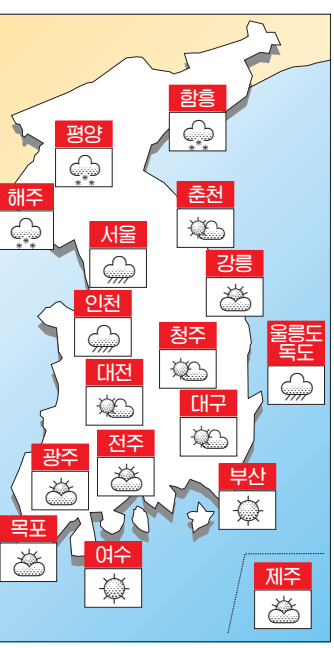 함흥
평양
해주
춘천
서울
강릉
인천
울릉도
독도
청주
대전
대구
전주
광주
부산
목포
여수
제주